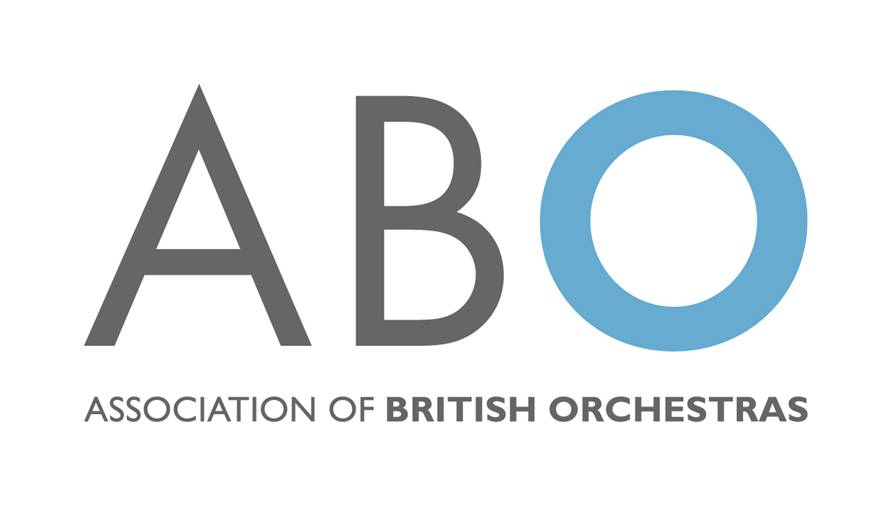 ABO
ASSOCIATION OF BRITISH ORCHESTRAS